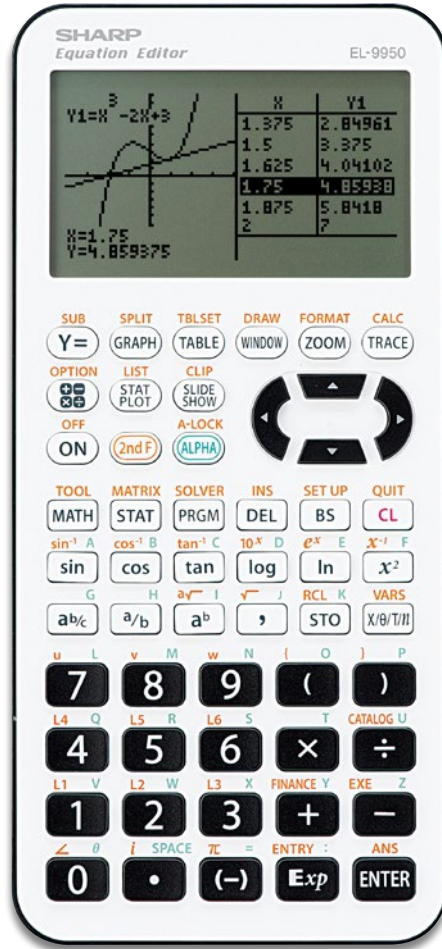 SHARP
Equation Editor EL-9950
Y1=X³-2X+3
X Y1
1.375 2.84961
1.5 3.375
1.625 4.04102
1.75 4.85938
1.875 5.8418
2 7
X=1.75
Y=4.859375
SUB SPLIT TBLSET DRAW FORMAT CALC
Y= GRAPH TABLE WINDOW ZOOM TRACE
OPTION LIST CLIP
STAT PLOT SLIDE SHOW
OFF A-LOCK
ON 2nd F ALPHA
TOOL MATRIX SOLVER INS SET UP QUIT
MATH STAT PRGM DEL BS CL
sin⁻¹ A cos⁻¹ B tan⁻¹ C 10ˣ D eˣ E x⁻¹ F
sin cos tan log ln x²
G H a√ I √ J RCL K VARS
ab/c a/b aᵇ , STO X/θ/T/n
u L v M w N { O } P
7 8 9 ( )
L4 Q L5 R L6 S T CATALOG U
4 5 6 × ÷
L1 V L2 W L3 X FINANCE Y EXE Z
1 2 3 + −
∠ θ i SPACE π = ENTRY : ANS
0 • (−) Exp ENTER